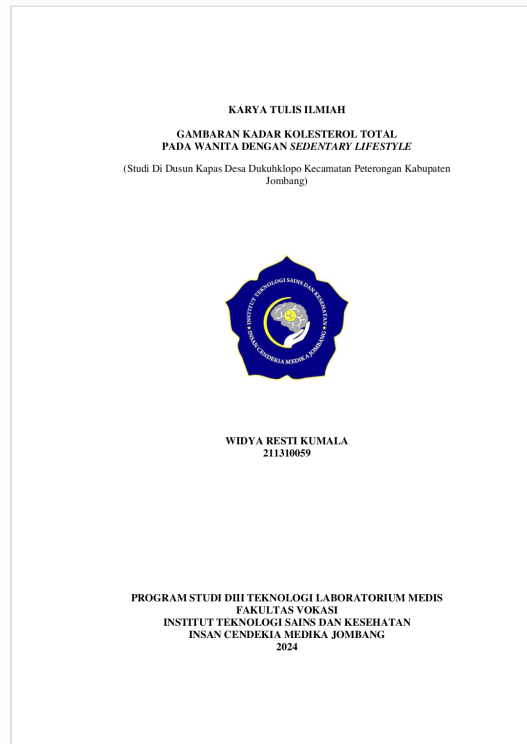 KARYA TULIS ILMIAH
GAMBARAN KADAR KOLESTEROL TOTAL
PADA WANITA DENGAN SEDENTARY LIFESTYLE
(Studi Di Dusun Kapas Desa Dukuhklopo Kecamatan Peterongan Kabupaten
Jombang)
INSTITUT TEKNOLOGI SAINS DAN KESEHATAN
INSAN CENDEKIA MEDIKA JOMBANG
WIDYA RESTI KUMALA
211310059
PROGRAM STUDI DIII TEKNOLOGI LABORATORIUM MEDIS
FAKULTAS VOKASI
INSTITUT TEKNOLOGI SAINS DAN KESEHATAN
INSAN CENDEKIA MEDIKA JOMBANG
2024